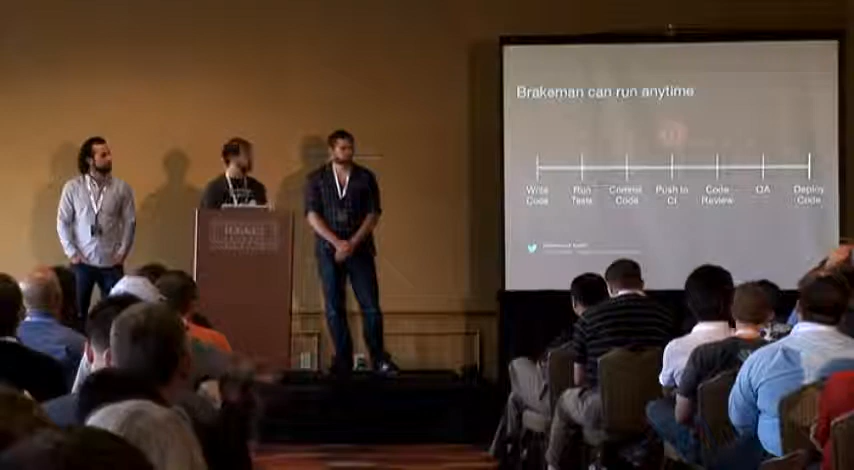 Brakeman can run anytime
Write Run Commit Push to Code QA Deploy
Code Tests Code CI Review Code